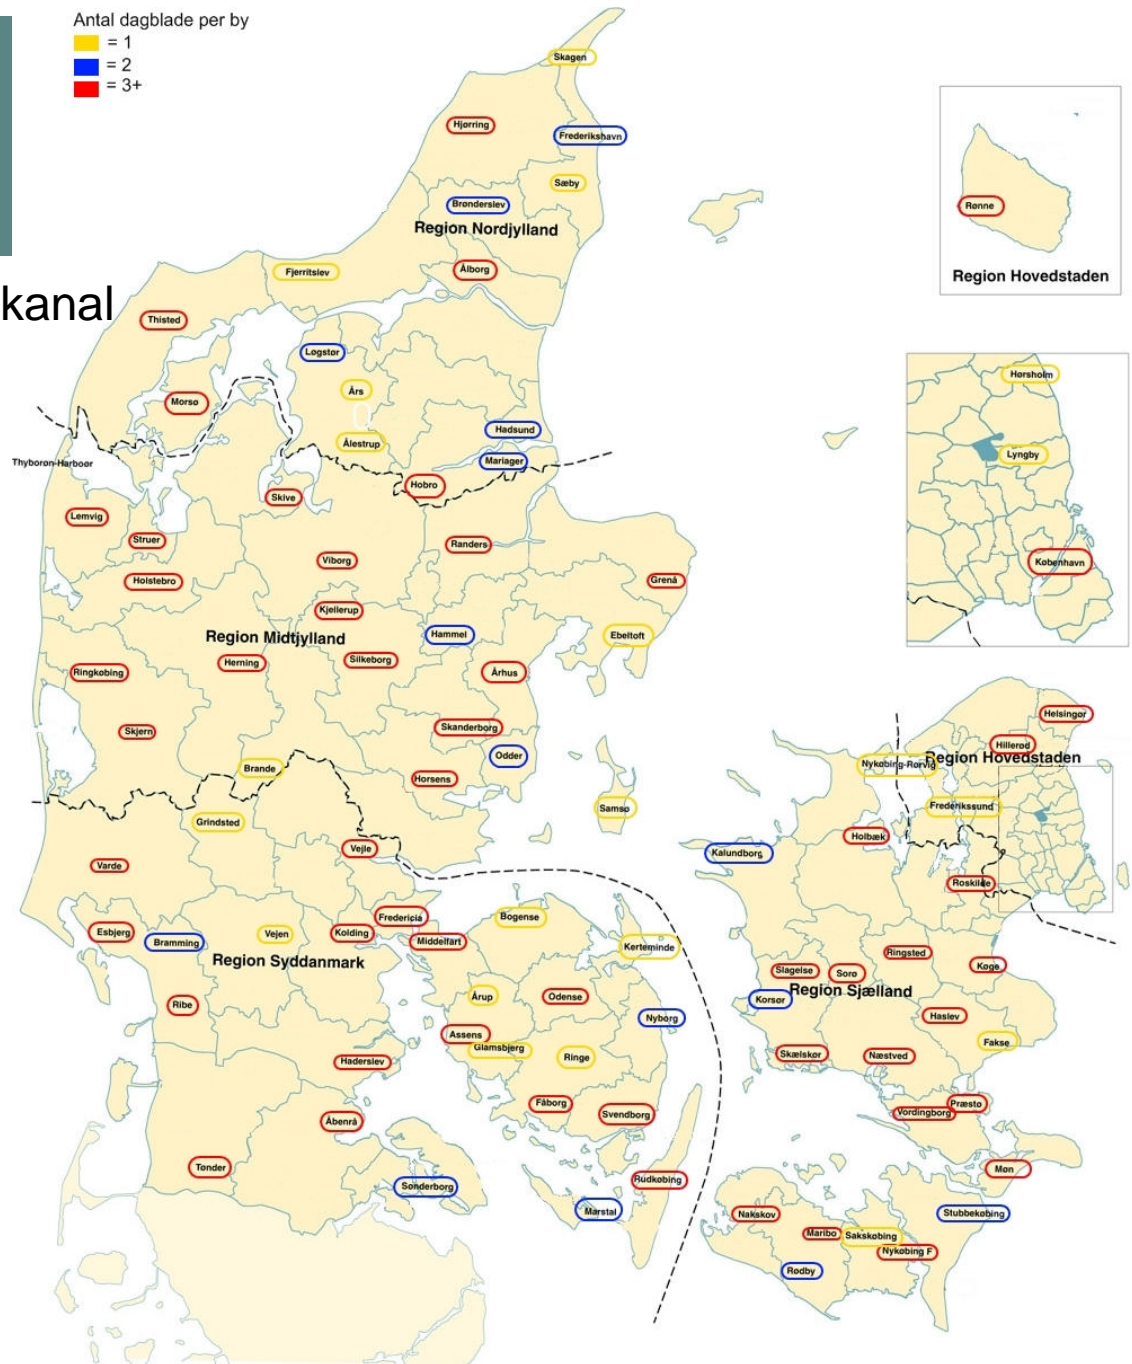 Antal dagblade per by
= 1
= 2
= 3+
kanal
Skagen
Hjørring
Frederikshavn
Sæby
Brønderslev
Region Nordjylland
Rønne
Region Hovedstaden
Fjerritslev
Ålborg
Thisted
Løgstør
Års
0
Morsø
Hørsholm
Hadsund
Ålestrup
Lyngby
Thyborøn-Harboør
Mariager
Hobro
Skive
Lemvig
Struer
Randers
Viborg
København
Holstebro
Grenå
Kjellerup
Hammel
Ebeltoft
Region Midtjylland
Herning
Silkeborg
Ringkøbing
Århus
Skjern
Skanderborg
Odder
Helsingør
Hillerød
Region Hovedstaden
Nykøbing-Rørvig
Brande
Horsens
Samsø
Frederikssund
Grindsted
Holbæk
Vejle
Kalundborg
Varde
Roskilde
Fredericia
Bogense
Esbjerg
Bramming
Vejen
Kolding
Middelfart
Kerteminde
Region Syddanmark
Ringsted
Køge
Slagelse
Sorø
Region Sjælland
Korsør
Årup
Odense
Ribe
Nyborg
Haslev
Assens
Glamsbjerg
Ringe
Fakse
Skælskør
Næstved
Haderslev
Fåborg
Svendborg
Præstø
Vordingborg
Åbenrå
Tønder
Møn
Rudkøbing
Sønderborg
Marstal
Nakskov
Stubbekøbing
Maribo
Sakskøbing
Nykøbing F
Rødby